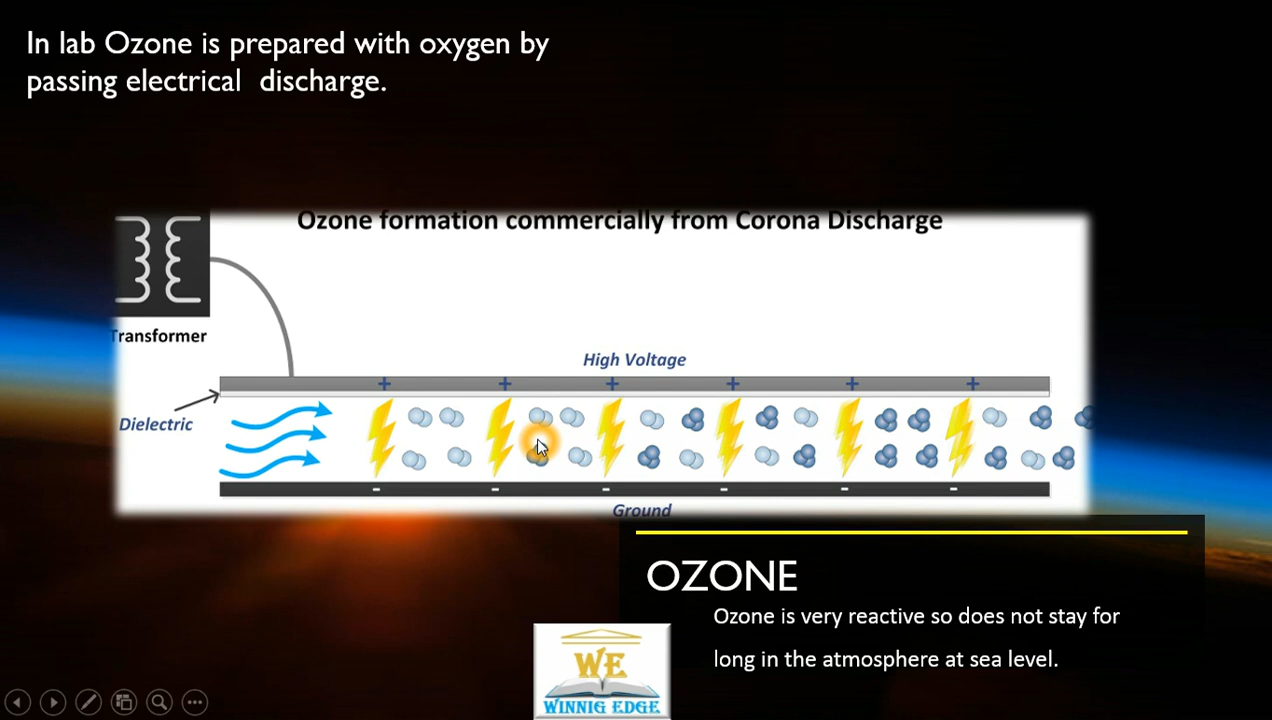 In lab Ozone is prepared with oxygen by
passing electrical discharge.
Ozone formation commercially from Corona Discharge
Transformer
High Voltage
+ + + + + +
Dielectric
- - - - - -
Ground
OZONE
Ozone is very reactive so does not stay for
long in the atmosphere at sea level.
WE
WINNIG EDGE